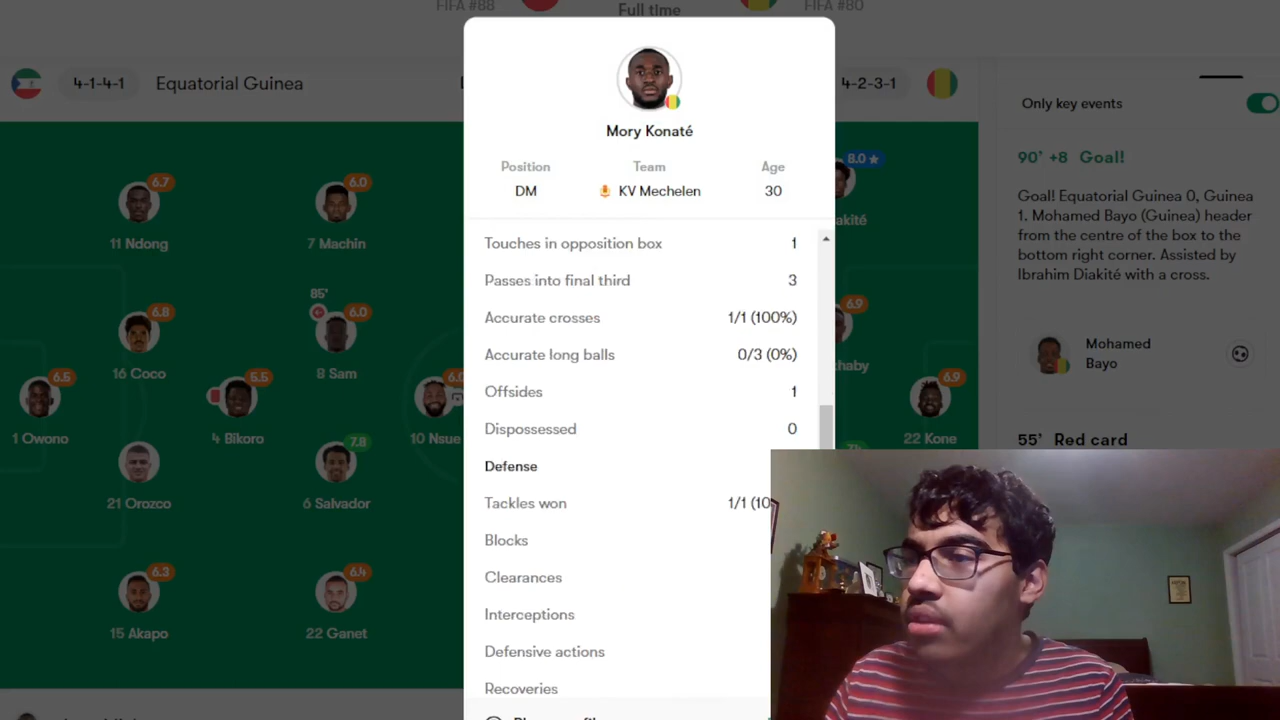 FIFA #88
Full time
FIFA #80
4-1-4-1
Equatorial Guinea
4-2-3-1
Only key events
90' +8 Goal!
Goal! Equatorial Guinea 0, Guinea
1. Mohamed Bayo (Guinea) header
from the centre of the box to the
bottom right corner. Assisted by
Ibrahim Diakité with a cross.
Mohamed
Bayo
55' Red card
Mory Konaté
Position
Team
Age
DM
KV Mechelen
30
Touches in opposition box 1
Passes into final third 3
Accurate crosses 1/1 (100%)
Accurate long balls 0/3 (0%)
Offsides 1
Dispossessed 0
Defense
Tackles won 1/1 (10
Blocks
Clearances
Interceptions
Defensive actions
Recoveries
6.7
11 Ndong
6.0
7 Machin
6.8
16 Coco
85'
6.0
8 Sam
6.5
1 Owono
5.5
4 Bikoro
6.0
10 Nsue
21 Orozco
7.8
6 Salvador
6.3
15 Akapo
6.4
22 Ganet
8.0
akité
6.9
haby
6.9
22 Kone